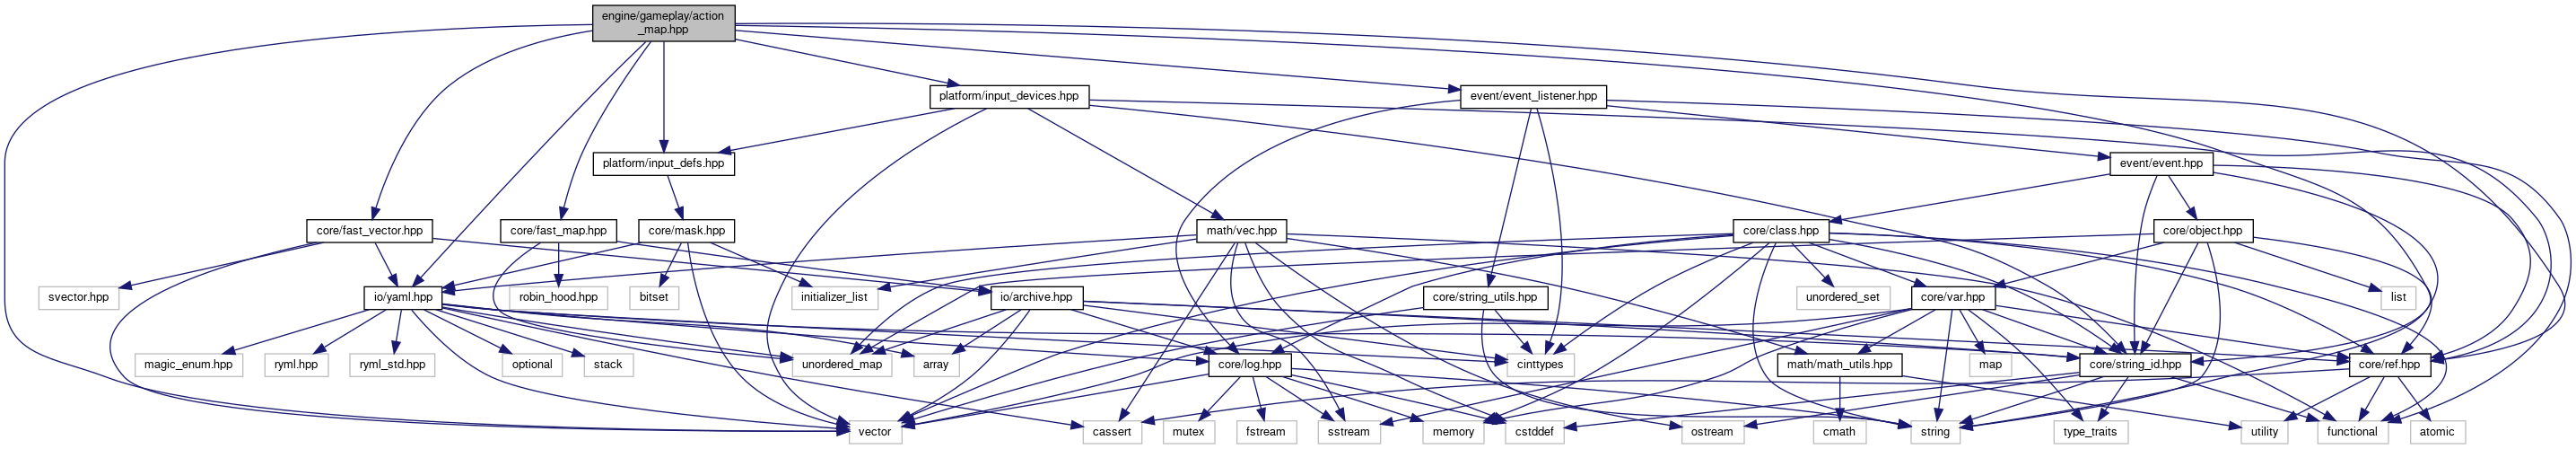 engine/gameplay/action
_map.hpp
platform/input_devices.hpp
event/event_listener.hpp
platform/input_defs.hpp
event/event.hpp
core/fast_vector.hpp
core/fast_map.hpp
core/mask.hpp
math/vec.hpp
core/class.hpp
core/object.hpp
svector.hpp
io/yaml.hpp
robin_hood.hpp
bitset
initializer_list
io/archive.hpp
core/string_utils.hpp
unordered_set
core/var.hpp
list
magic_enum.hpp
ryml.hpp
ryml_std.hpp
optional
stack
unordered_map
array
core/log.hpp
cinttypes
math/math_utils.hpp
map
core/string_id.hpp
core/ref.hpp
vector
cassert
mutex
fstream
sstream
memory
cstddef
ostream
cmath
string
type_traits
utility
functional
atomic